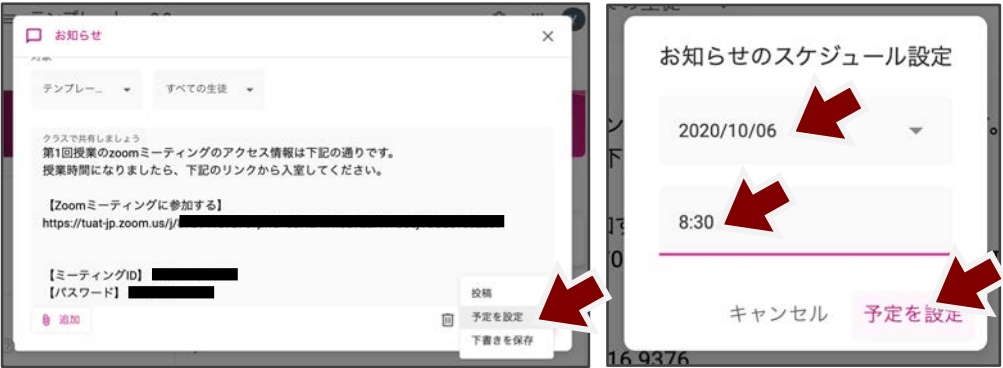 お知らせ
対象
テンプレー…
すべての生徒
クラスで共有しましょう
第1回授業のzoomミーティングのアクセス情報は下記の通りです。
授業時間になりましたら、下記のリンクから入室してください。
【Zoomミーティングに参加する】
https://tuat-jp.zoom.us/j/
【ミーティングID】
【パスワード】
追加
投稿
予定を設定
下書きを保存
お知らせのスケジュール設定
2020/10/06
8:30
キャンセル
予定を設定
16 9376